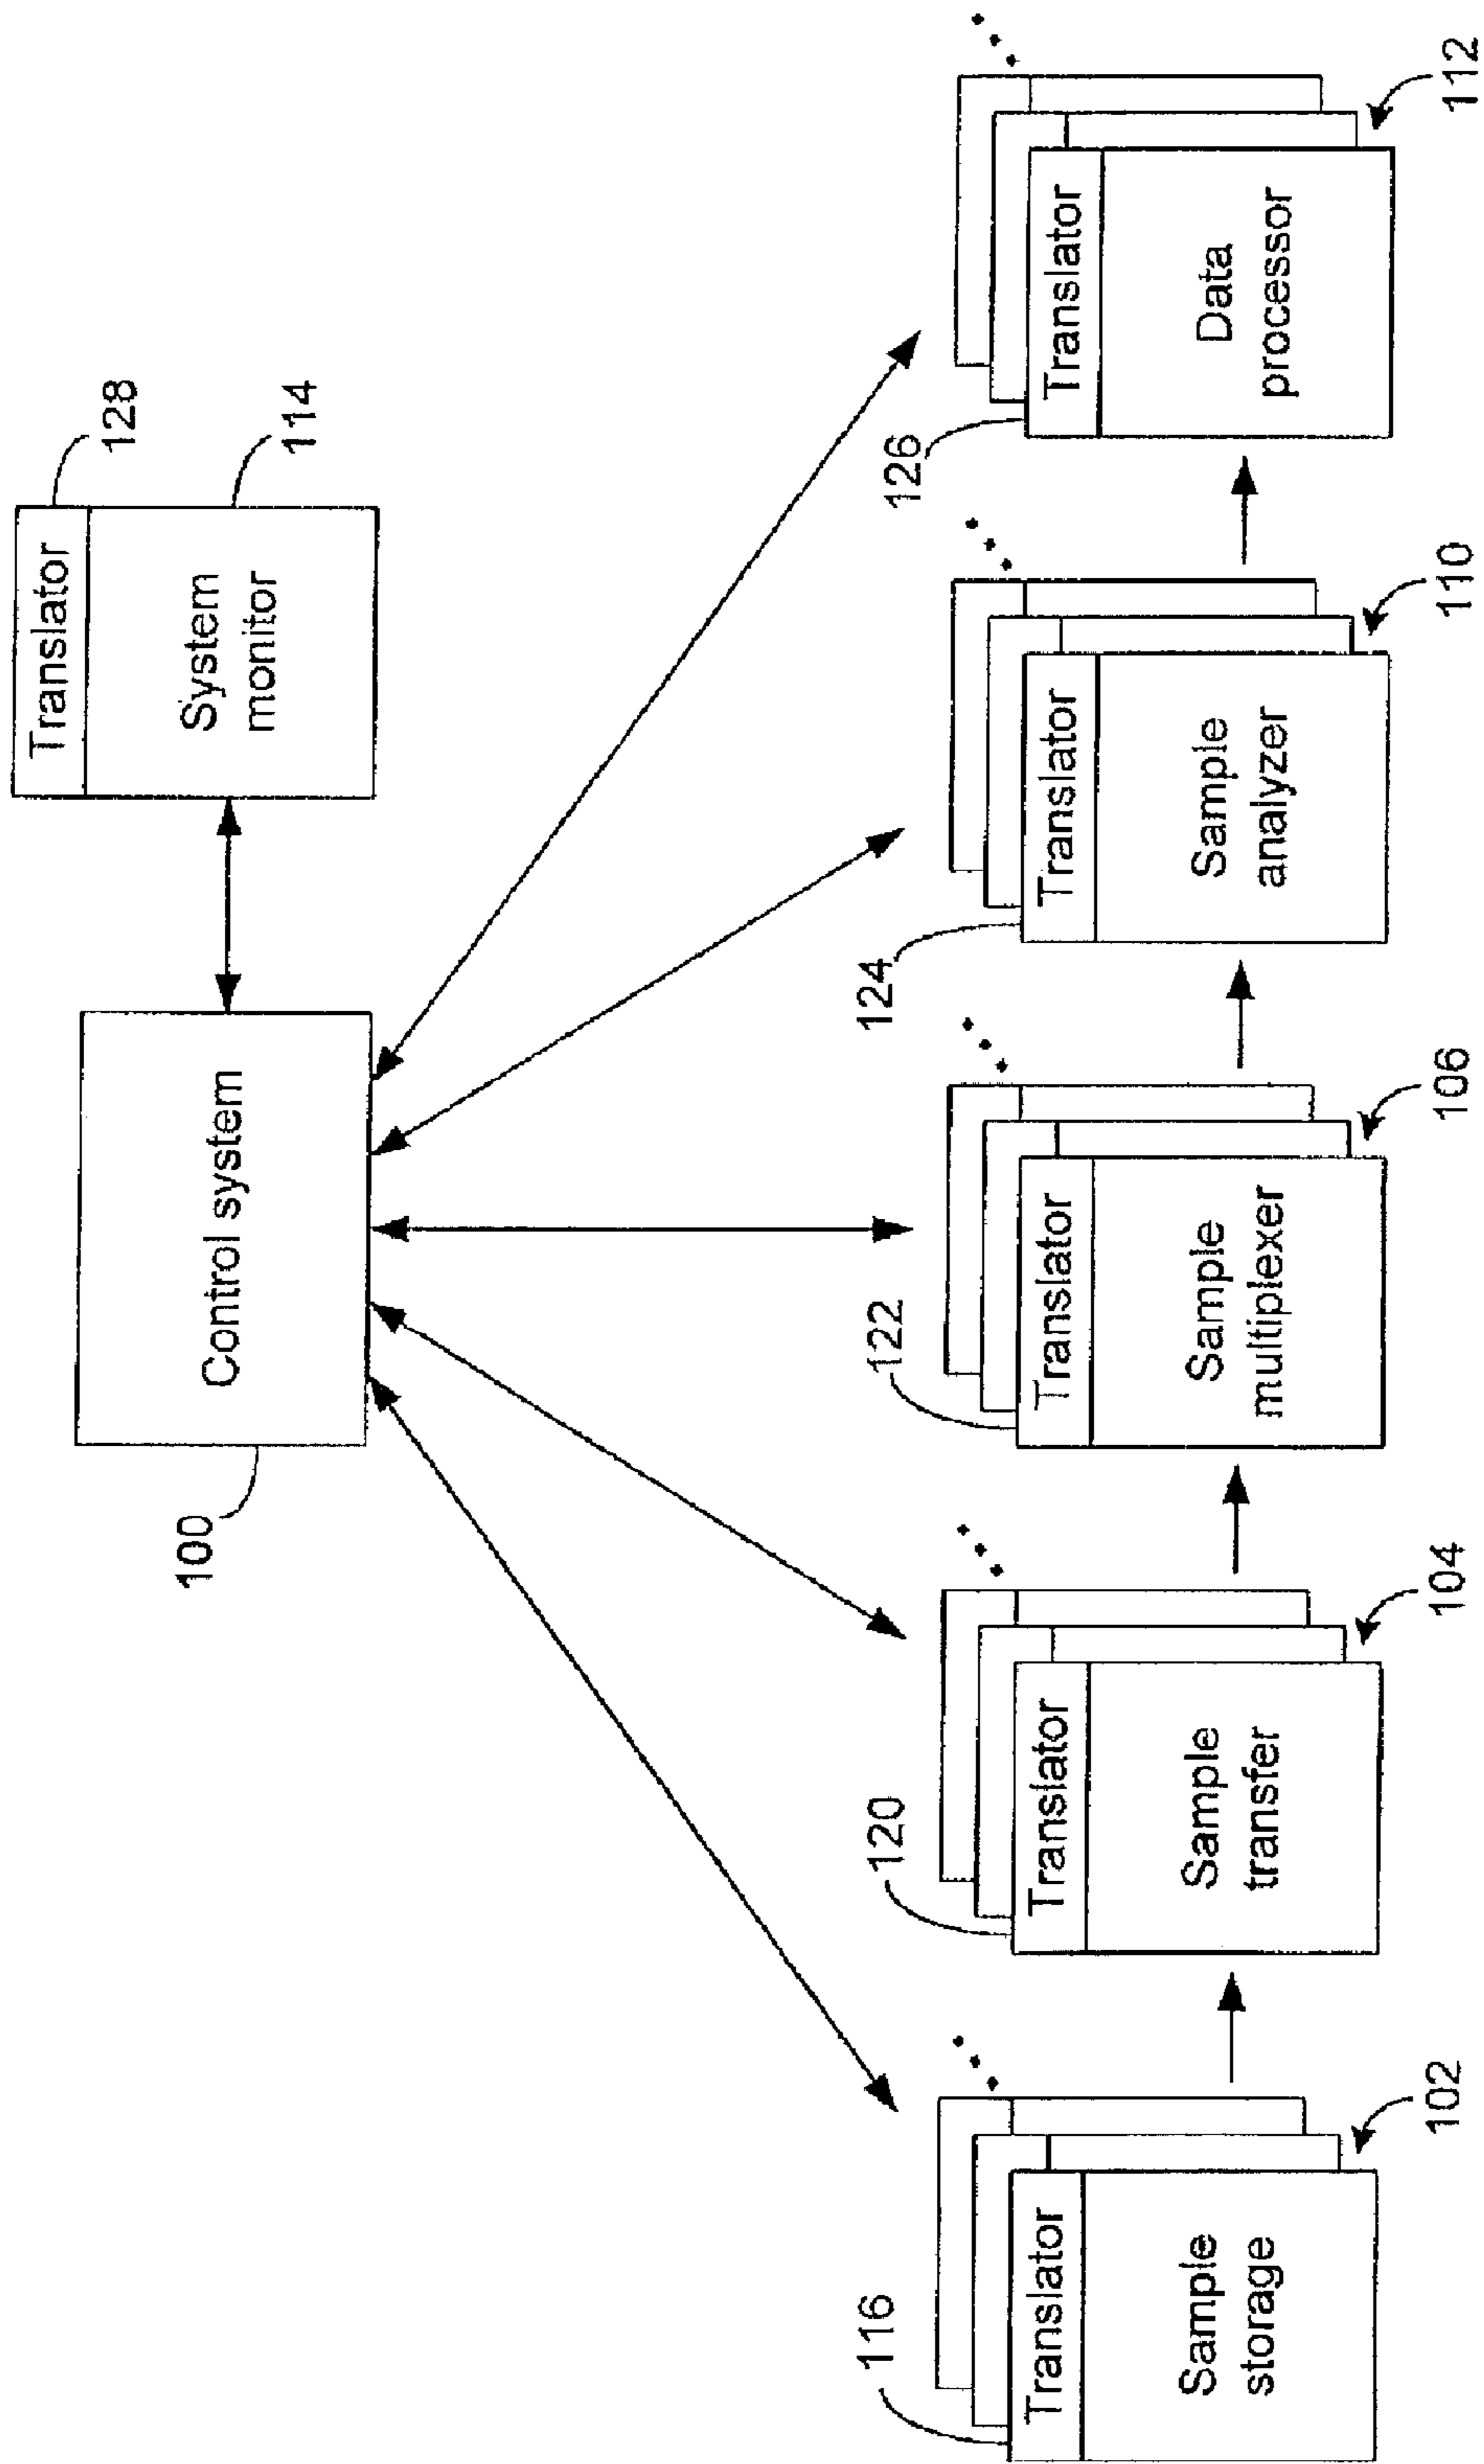 Translator
128
System
monitor
114
Control system
100
116
Translator
Sample
storage
102
120
Translator
Sample
transfer
104
122
Translator
Sample
multiplexer
106
124
Translator
Sample
analyzer
110
126
Translator
Data
processor
112